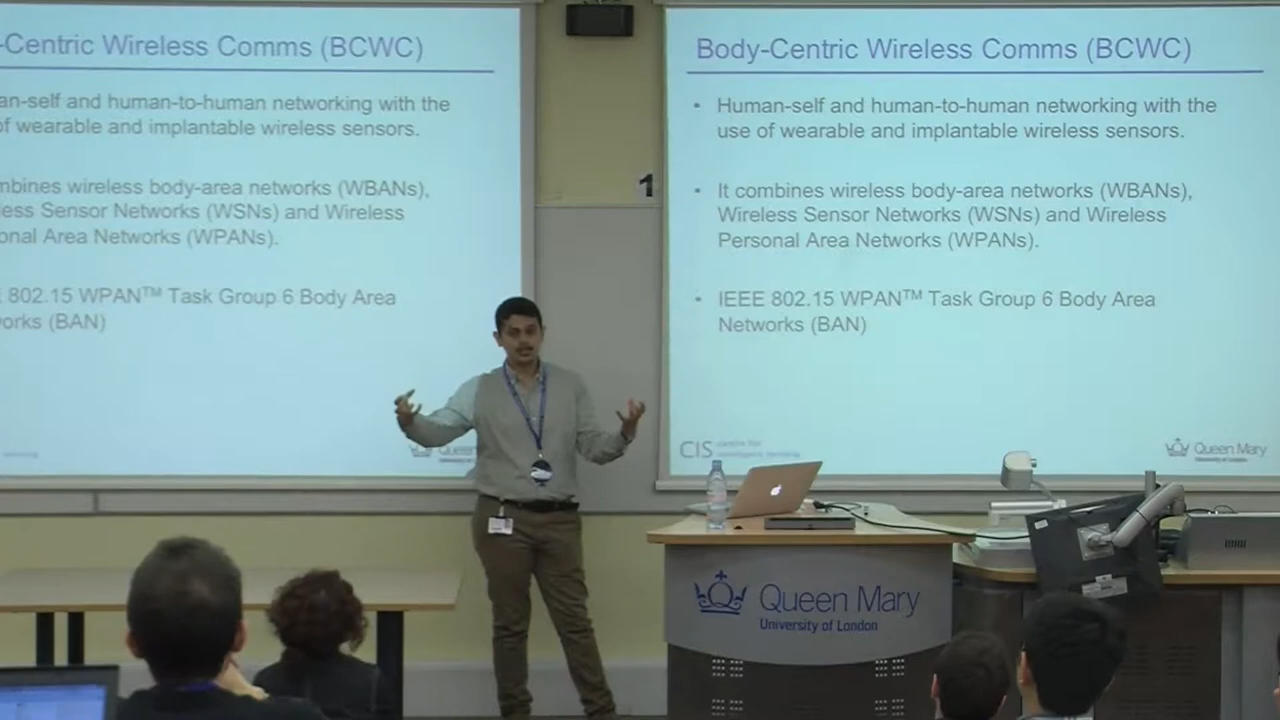 -Centric Wireless Comms (BCWC)
an-self and human-to-human networking with the
of wearable and implantable wireless sensors.
mbines wireless body-area networks (WBANs),
less Sensor Networks (WSNs) and Wireless
onal Area Networks (WPANs).
E 802.15 WPAN™ Task Group 6 Body Area
orks (BAN)
Queen
1
Body-Centric Wireless Comms (BCWC)
• Human-self and human-to-human networking with the
use of wearable and implantable wireless sensors.
• It combines wireless body-area networks (WBANs),
Wireless Sensor Networks (WSNs) and Wireless
Personal Area Networks (WPANs).
• IEEE 802.15 WPAN™ Task Group 6 Body Area
Networks (BAN)
CIS
Queen Mary
University of London
Queen Mary
University of London